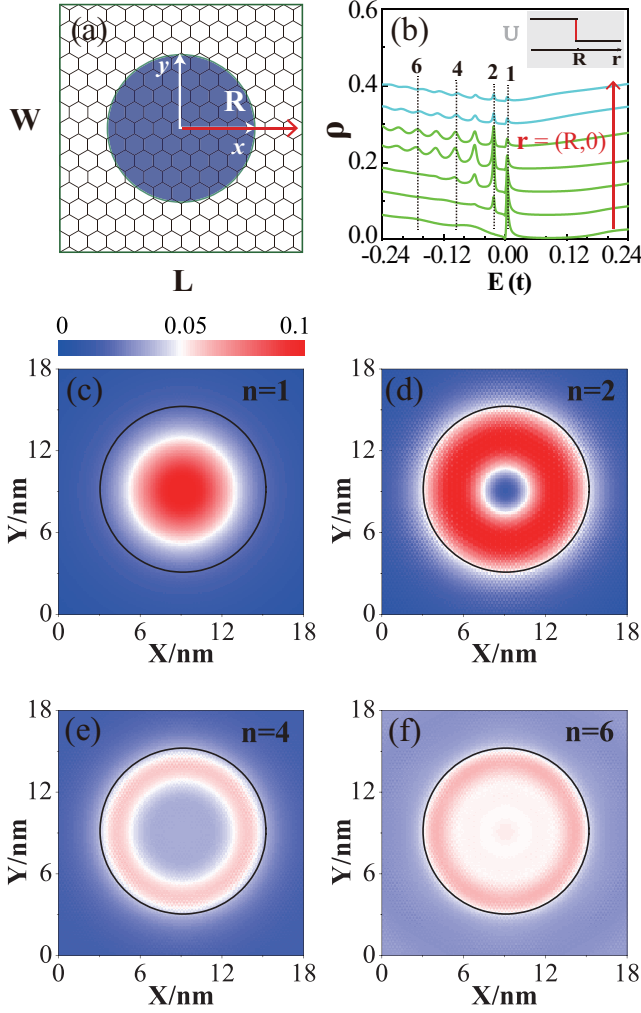 (a)
y
R
x
W
L
(b)
U
R r
6 4 2 1
r = (R,0)
ρ
0.6
0.4
0.2
0.0
-0.24 -0.12 0.00 0.12 0.24
E (t)
0 0.05 0.1
(c) n=1
18
12
6
0
Y/nm
0 6 12 18
X/nm
(d) n=2
18
12
6
0
Y/nm
0 6 12 18
X/nm
(e) n=4
18
12
6
0
Y/nm
0 6 12 18
X/nm
(f) n=6
18
12
6
0
Y/nm
0 6 12 18
X/nm